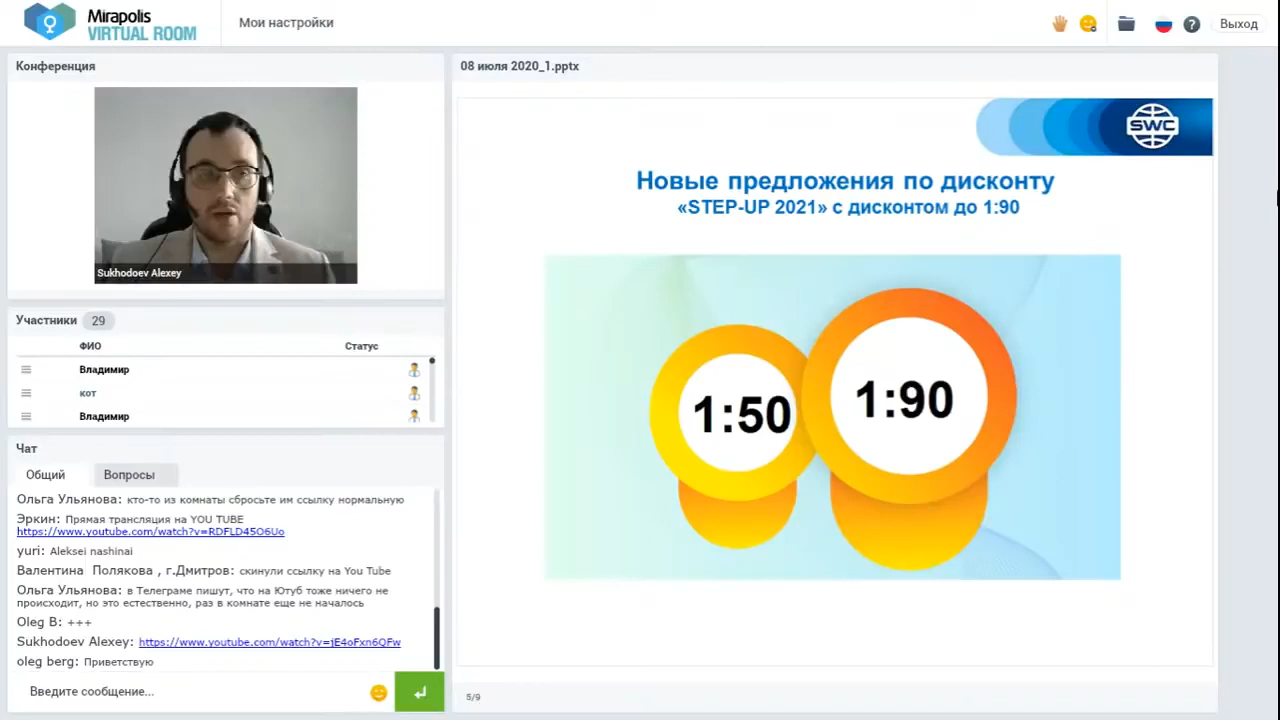 Mirapolis
VIRTUAL ROOM
Мои настройки
?
Выход
Конференция
Sukhodoev Alexey
Участники 29
ФИО Статус
Владимир
кот
Владимир
Чат
Общий Вопросы
Ольга Ульянова: кто-то из комнаты сбросьте им ссылку нормальную
Эркин: Прямая трансляция на YOU TUBE
https://www.youtube.com/watch?v=RDFLD45O6Uo
yuri: Aleksei nashinai
Валентина Полякова , г.Дмитров: скинули ссылку на You Tube
Ольга Ульянова: в Телеграме пишут, что на Ютуб тоже ничего не
происходит, но это естественно, раз в комнате еще не началось
Oleg B: +++
Sukhodoev Alexey: https://www.youtube.com/watch?v=jE4oFxn6QFw
oleg berg: Приветствую
Введите сообщение...
08 июля 2020_1.pptx
SWC
Новые предложения по дисконту
«STEP-UP 2021» с дисконтом до 1:90
1:50
1:90
5/9